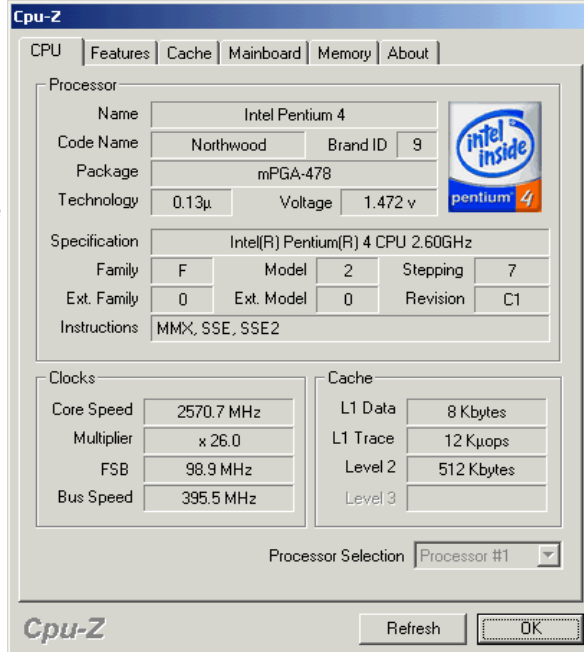 Cpu-Z
CPU Features Cache Mainboard Memory About
Processor
Name Intel Pentium 4
Code Name Northwood Brand ID 9
Package mPGA-478
Technology 0.13µ Voltage 1.472 v
intel inside
pentium 4
Specification Intel(R) Pentium(R) 4 CPU 2.60GHz
Family F Model 2 Stepping 7
Ext. Family 0 Ext. Model 0 Revision C1
Instructions MMX, SSE, SSE2
Clocks
Core Speed 2570.7 MHz
Multiplier x 26.0
FSB 98.9 MHz
Bus Speed 395.5 MHz
Cache
L1 Data 8 Kbytes
L1 Trace 12 Kµops
Level 2 512 Kbytes
Level 3
Processor Selection Processor #1
Cpu-Z Refresh OK